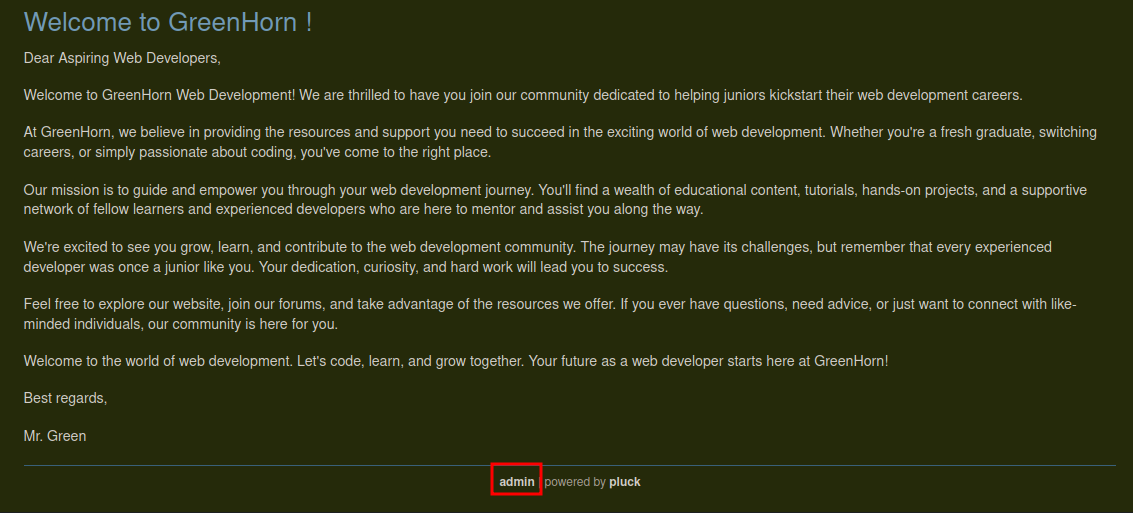 Welcome to GreenHorn !
Dear Aspiring Web Developers,
Welcome to GreenHorn Web Development! We are thrilled to have you join our community dedicated to helping juniors kickstart their web development careers.
At GreenHorn, we believe in providing the resources and support you need to succeed in the exciting world of web development. Whether you're a fresh graduate, switching
careers, or simply passionate about coding, you've come to the right place.
Our mission is to guide and empower you through your web development journey. You'll find a wealth of educational content, tutorials, hands-on projects, and a supportive
network of fellow learners and experienced developers who are here to mentor and assist you along the way.
We're excited to see you grow, learn, and contribute to the web development community. The journey may have its challenges, but remember that every experienced
developer was once a junior like you. Your dedication, curiosity, and hard work will lead you to success.
Feel free to explore our website, join our forums, and take advantage of the resources we offer. If you ever have questions, need advice, or just want to connect with like-
minded individuals, our community is here for you.
Welcome to the world of web development. Let's code, learn, and grow together. Your future as a web developer starts here at GreenHorn!
Best regards,
Mr. Green
admin | powered by pluck